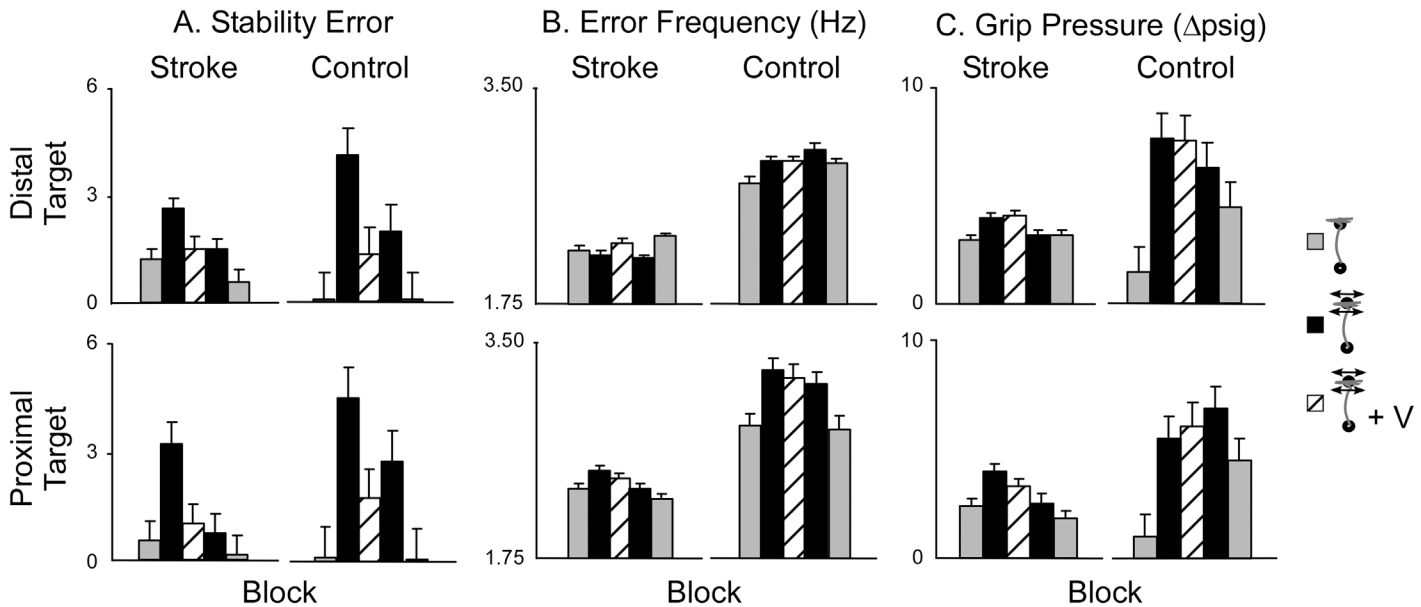 A. Stability Error
B. Error Frequency (Hz)
C. Grip Pressure (Δpsig)
Stroke
Control
Stroke
Control
Stroke
Control
Distal
Target
6
3
0
3.50
1.75
10
0
Proximal
Target
6
3
0
3.50
1.75
10
0
+ V
Block
Block
Block